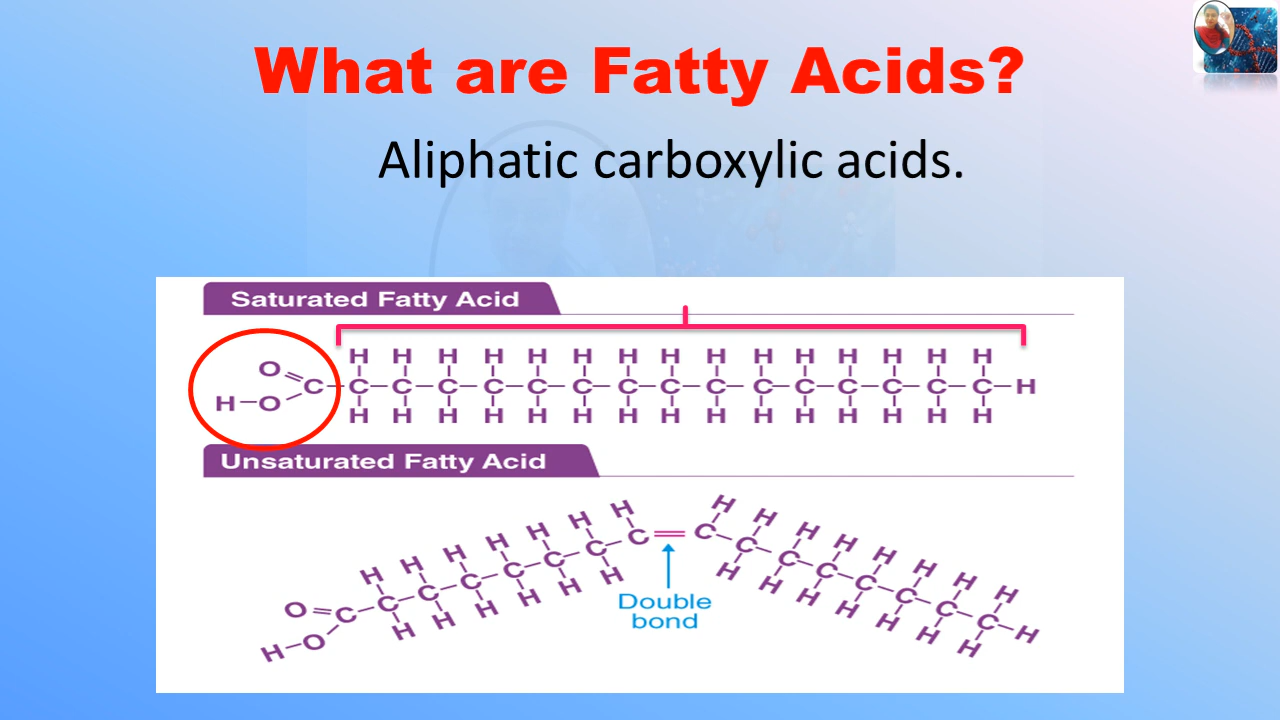 What are Fatty Acids?
Aliphatic carboxylic acids.
Saturated Fatty Acid
H H H H H H H H H H H H H H H
O=C–C–C–C–C–C–C–C–C–C–C–C–C–C–C–C–H
H–O
H H H H H H H H H H H H H H H
Unsaturated Fatty Acid
H H H H H H H H H H H H H H H
O=C–C–C–C–C–C–C–C=C–C–C–C–C–C–C–C–H
H–O
H H H H H H H H H H H H H
Double
bond